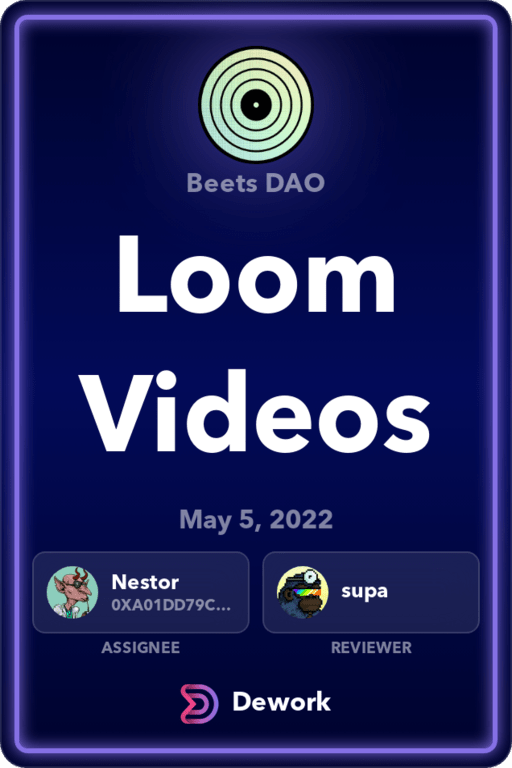 Beets DAO
Loom
Videos
May 5, 2022
Nestor
0XA01DD79C...
supa
ASSIGNEE
REVIEWER
Dework